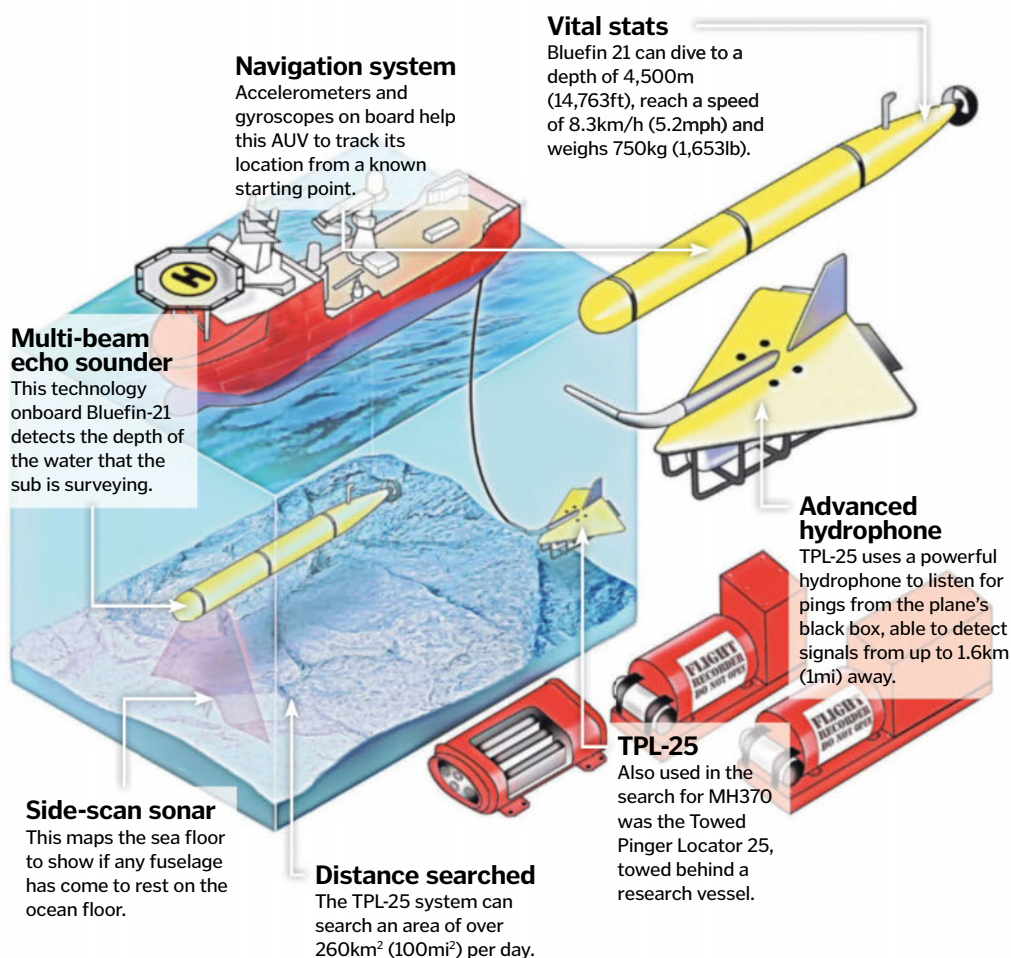 Vital stats
Bluefin 21 can dive to a
depth of 4,500m
(14,763ft), reach a speed
of 8.3km/h (5.2mph) and
weighs 750kg (1,653lb).
Navigation system
Accelerometers and
gyroscopes on board help
this AUV to track its
location from a known
starting point.
H
Multi-beam
echo sounder
This technology
onboard Bluefin-21
detects the depth of
the water that the
sub is surveying.
Advanced
hydrophone
TPL-25 uses a powerful
hydrophone to listen for
pings from the plane's
black box, able to detect
signals from up to 1.6km
(1mi) away.
FLIGHT
RECORDER
DO NOT OPEN
FLIGHT
RECORDER
DO NOT OPEN
TPL-25
Also used in the
search for MH370
was the Towed
Pinger Locator 25,
towed behind a
research vessel.
Side-scan sonar
This maps the sea floor
to show if any fuselage
has come to rest on the
ocean floor.
Distance searched
The TPL-25 system can
search an area of over
260km² (100mi²) per day.